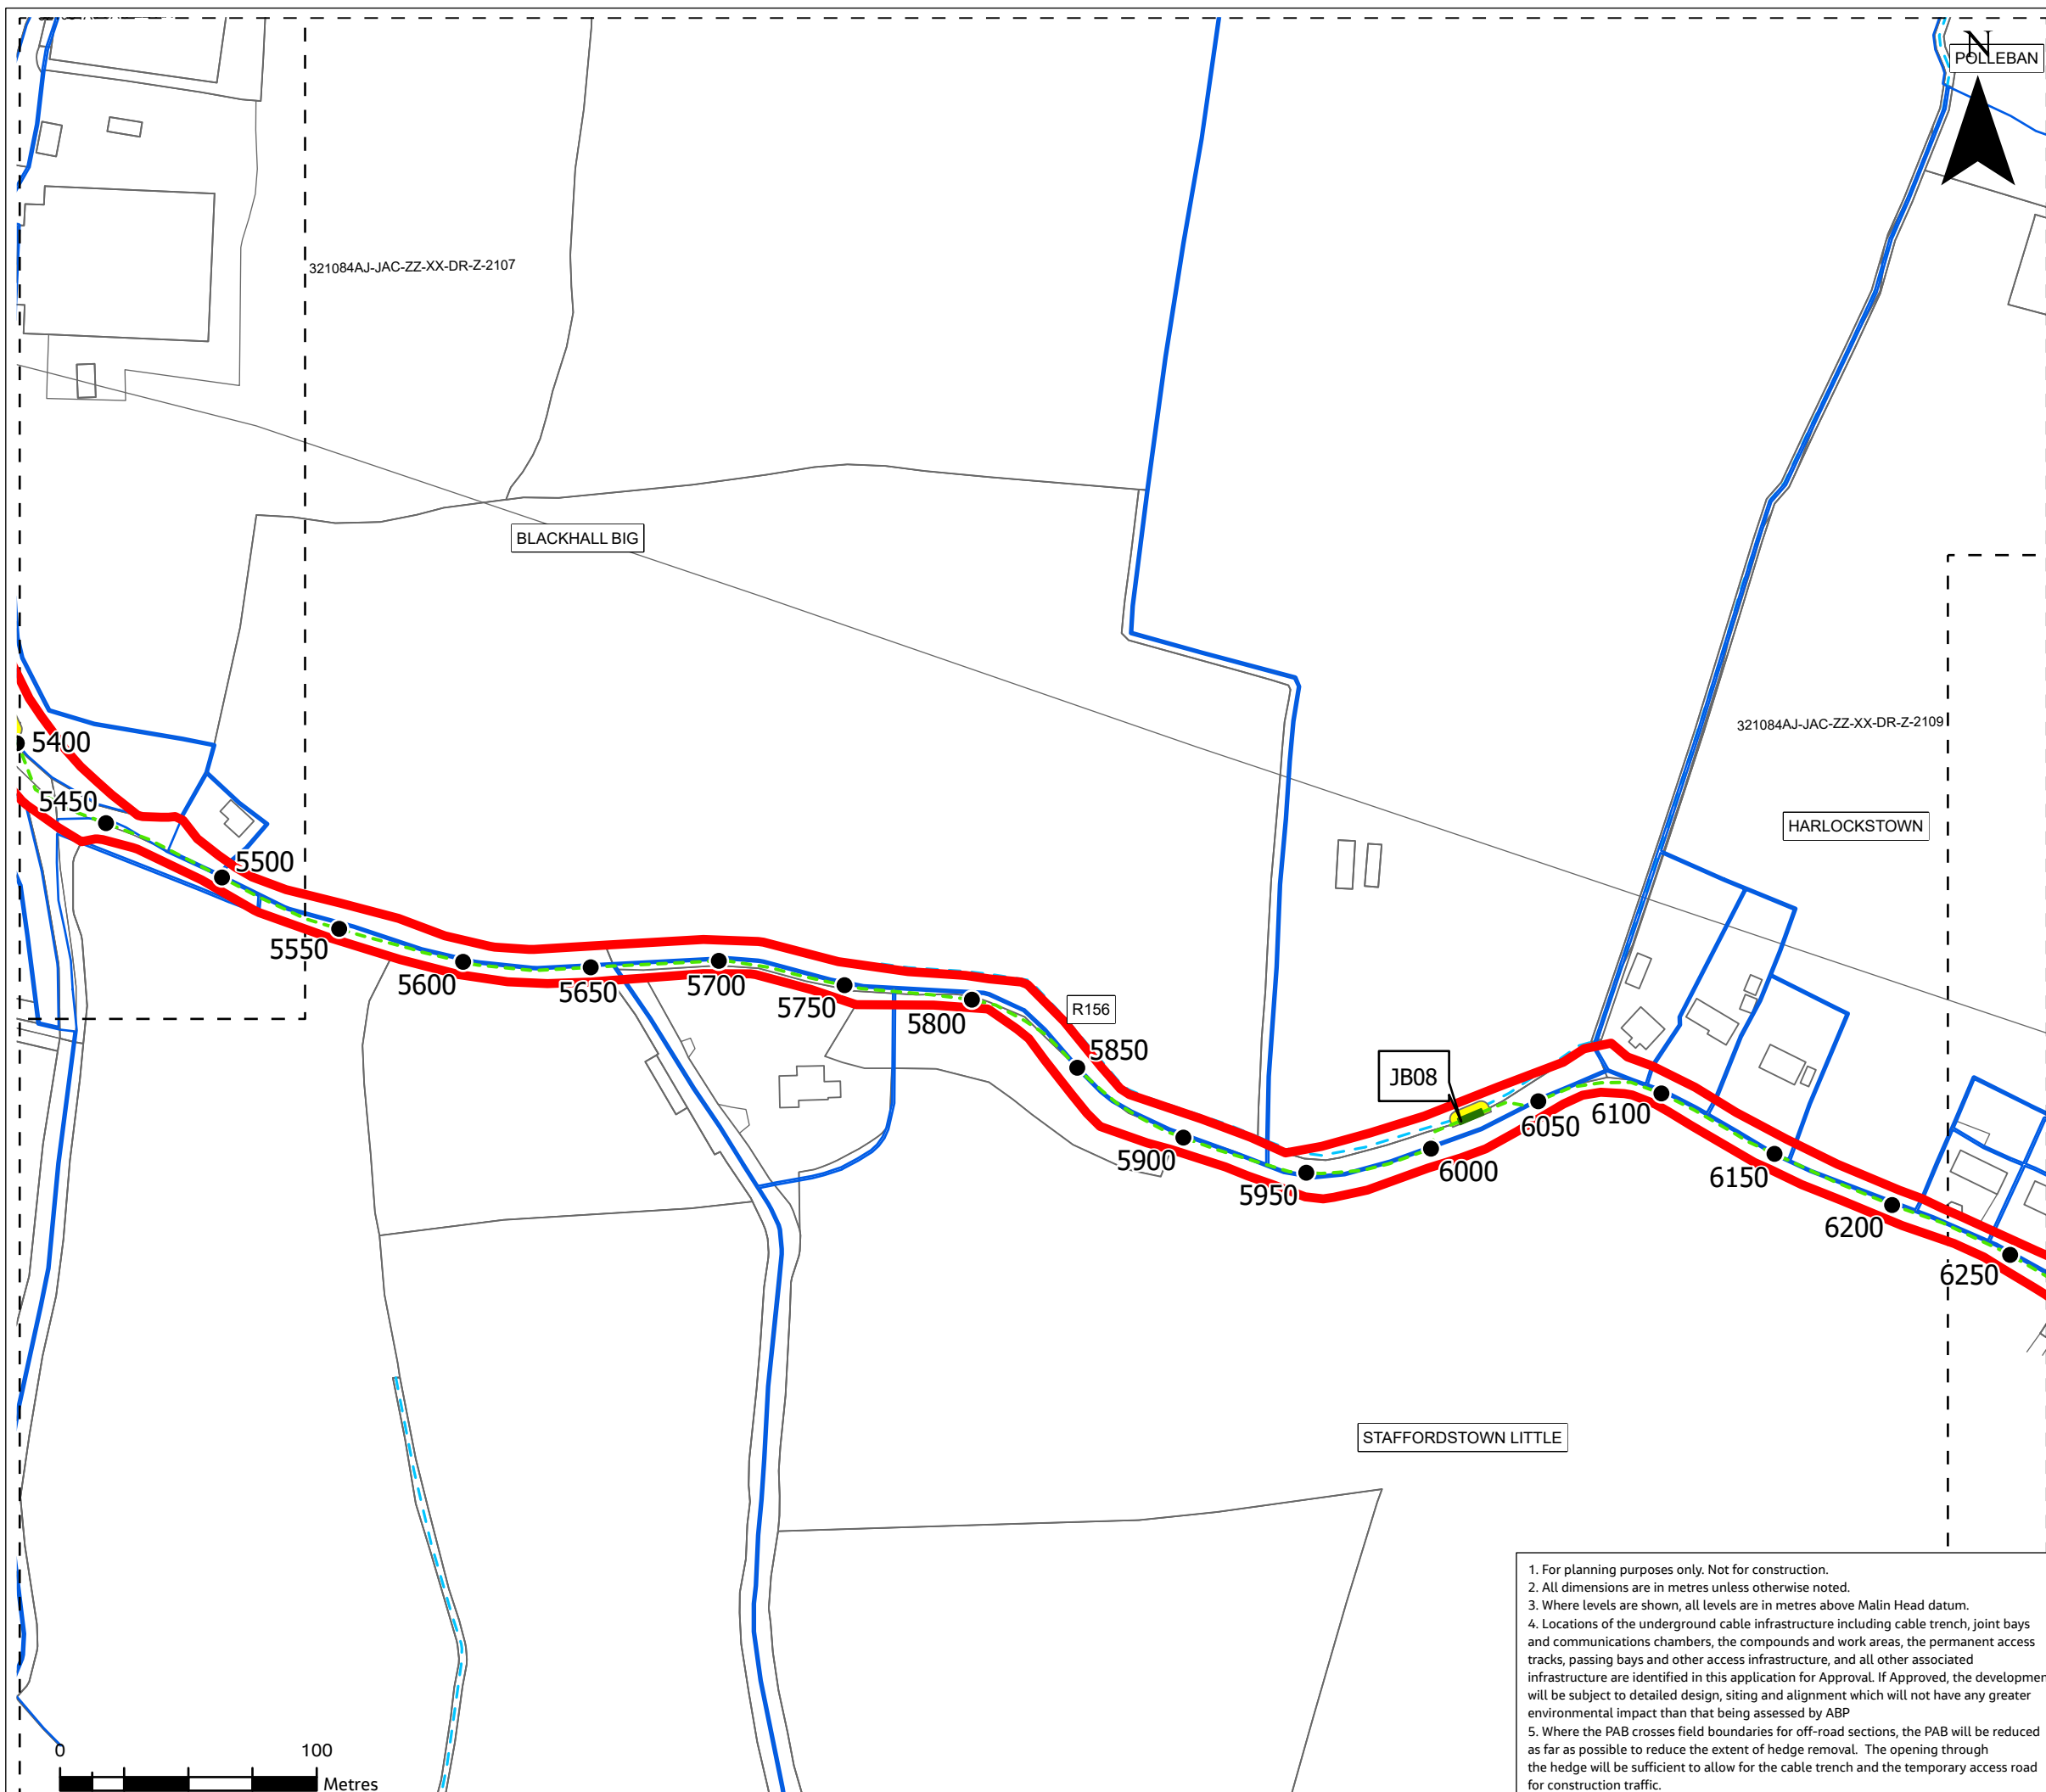 N
POLLEBAN
321084AJ-JAC-ZZ-XX-DR-Z-2107
BLACKHALL BIG
321084AJ-JAC-ZZ-XX-DR-Z-2109
HARLOCKSTOWN
5400
5450
5500
5550
5600
5650
5700
5750
5800
R156
5850
5900
5950
JB08
6000
6050
6100
6150
6200
6250
STAFFORDSTOWN LITTLE
1. For planning purposes only. Not for construction.
2. All dimensions are in metres unless otherwise noted.
3. Where levels are shown, all levels are in metres above Malin Head datum.
4. Locations of the underground cable infrastructure including cable trench, joint bays
and communications chambers, the compounds and work areas, the permanent access
tracks, passing bays and other access infrastructure, and all other associated
infrastructure are identified in this application for Approval. If Approved, the developmen
will be subject to detailed design, siting and alignment which will not have any greater
environmental impact than that being assessed by ABP
5. Where the PAB crosses field boundaries for off-road sections, the PAB will be reduced
as far as possible to reduce the extent of hedge removal. The opening through
the hedge will be sufficient to allow for the cable trench and the temporary access road
for construction traffic.
0 100
Metres